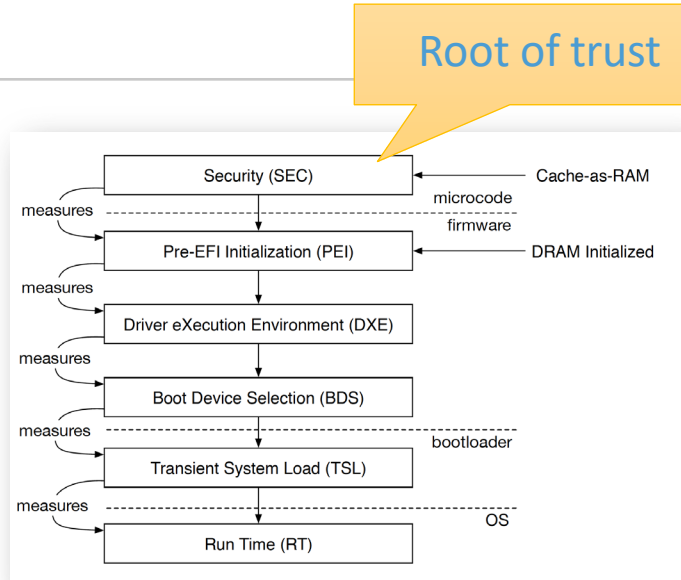 Root of trust
Security (SEC)
Cache-as-RAM
microcode
measures
firmware
Pre-EFI Initialization (PEI)
DRAM Initialized
measures
Driver eXecution Environment (DXE)
measures
Boot Device Selection (BDS)
measures
bootloader
Transient System Load (TSL)
measures
OS
Run Time (RT)